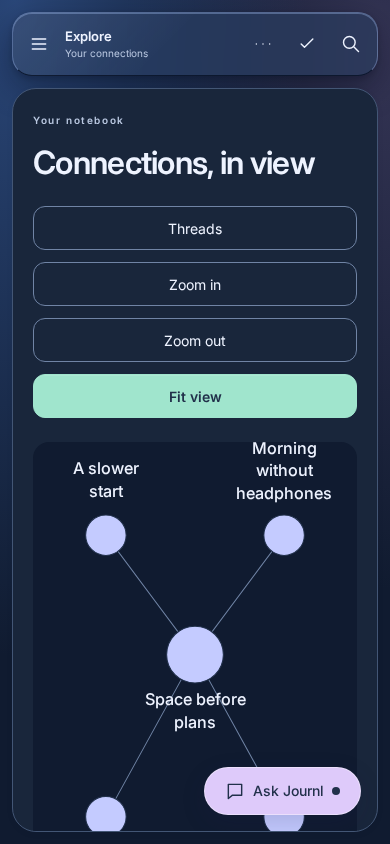 Explore
Your connections
Your notebook
Connections, in view
Threads
Zoom in
Zoom out
Fit view
A slower
start
Morning
without
headphones
Space before
plans
Ask Journl